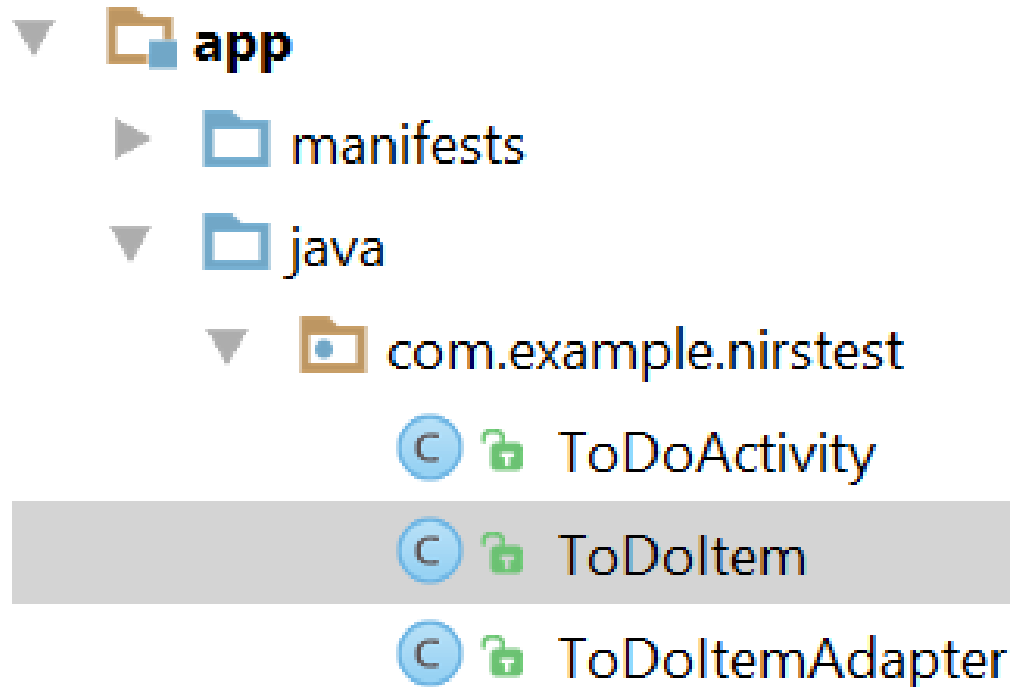 app
manifests
java
com.example.nirstest
C ToDoActivity
C ToDoItem
C ToDoItemAdapter